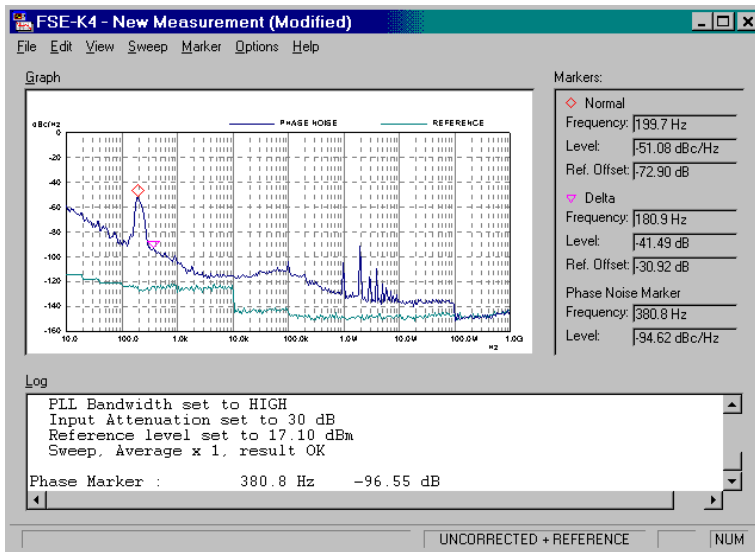 FSE-K4 - New Measurement (Modified)
File Edit View Sweep Marker Options Help
Graph
dBc/Hz
PHASE NOISE
REFERENCE
0
-20
-40
-60
-80
-100
-120
-140
-160
10.0 100.0 1.0k 10.0k 100.0k 1.0M 10.0M 100.0M 1.0G
Hz
Markers:
Normal
Frequency: 199.7 Hz
Level: -51.08 dBc/Hz
Ref. Offset: -72.90 dB
Delta
Frequency: 180.9 Hz
Level: -41.49 dB
Ref. Offset: -30.92 dB
Phase Noise Marker
Frequency: 380.8 Hz
Level: -94.62 dBc/Hz
Log
PLL Bandwidth set to HIGH
Input Attenuation set to 30 dB
Reference level set to 17.10 dBm
Sweep, Average x 1, result OK
Phase Marker : 380.8 Hz -96.55 dB
UNCORRECTED + REFERENCE
NUM